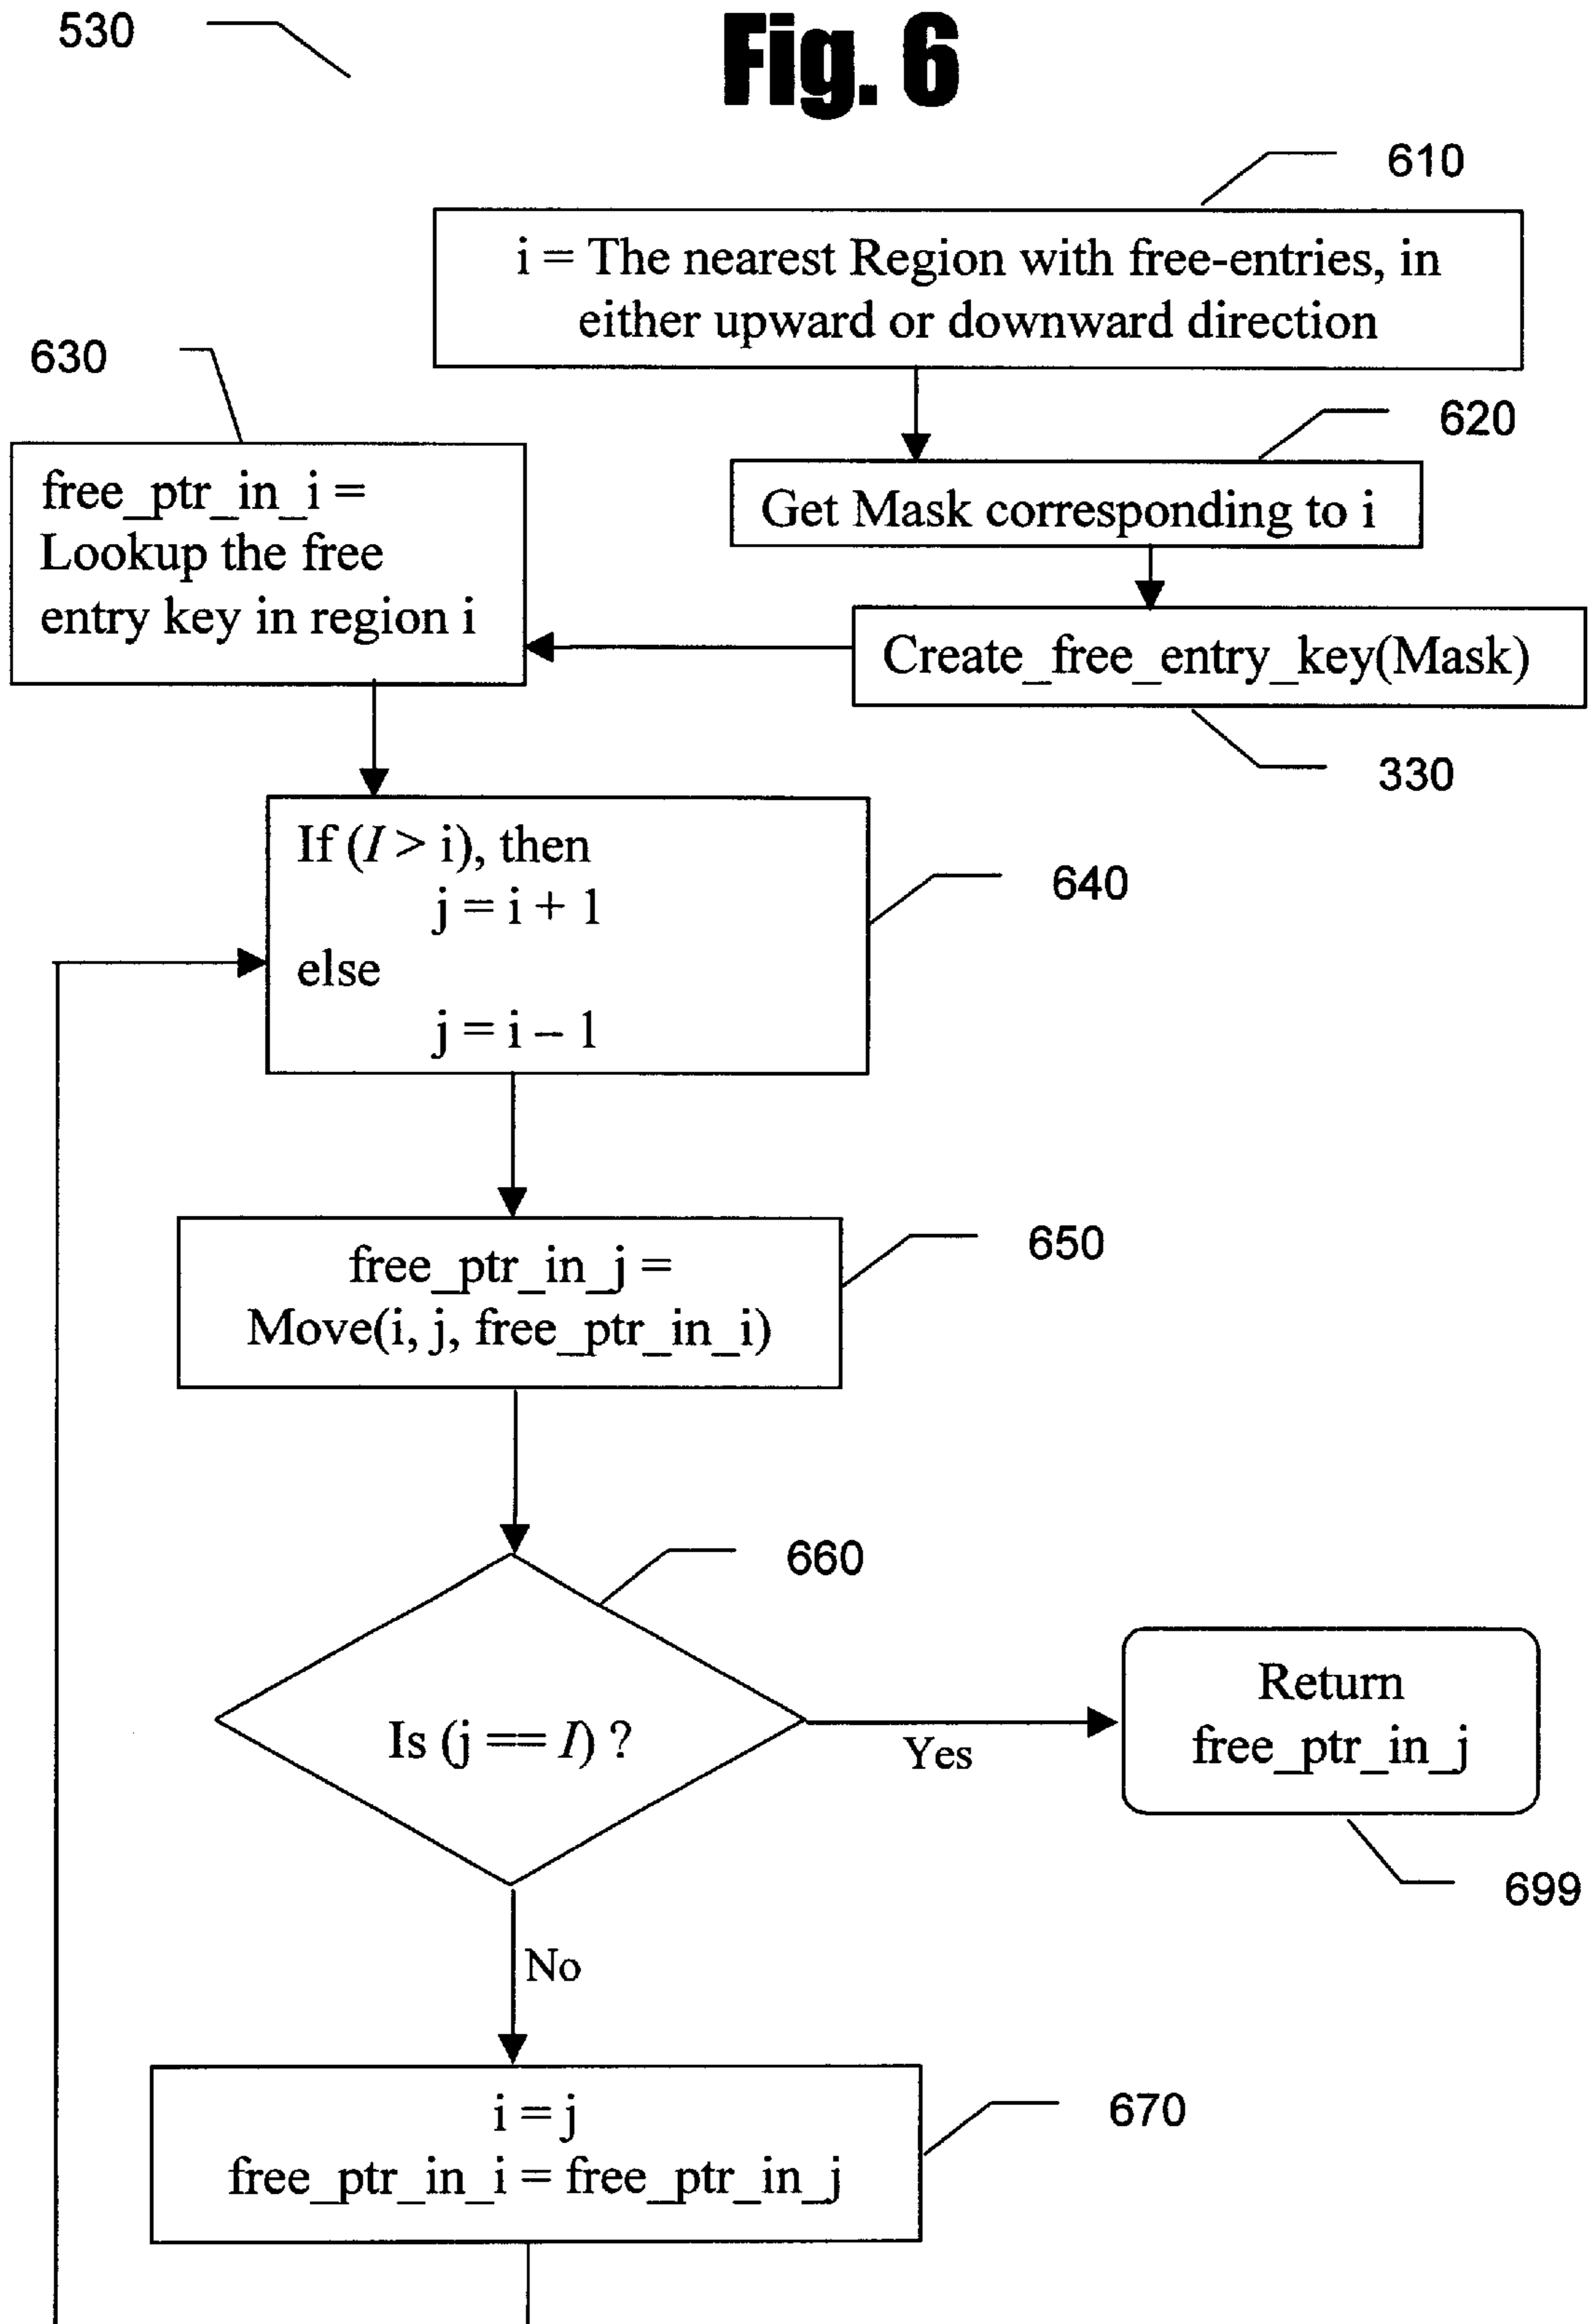 530
Fig. 6
610
i = The nearest Region with free-entries, in
either upward or downward direction
630
620
free_ptr_in_i =
Lookup the free
entry key in region i
Get Mask corresponding to i
Create_free_entry_key(Mask)
330
If (I > i), then
j = i + 1
else
j = i – 1
640
free_ptr_in_j =
Move(i, j, free_ptr_in_i)
650
660
Is (j == I) ?
Yes
Return
free_ptr_in_j
699
No
i = j
free_ptr_in_i = free_ptr_in_j
670